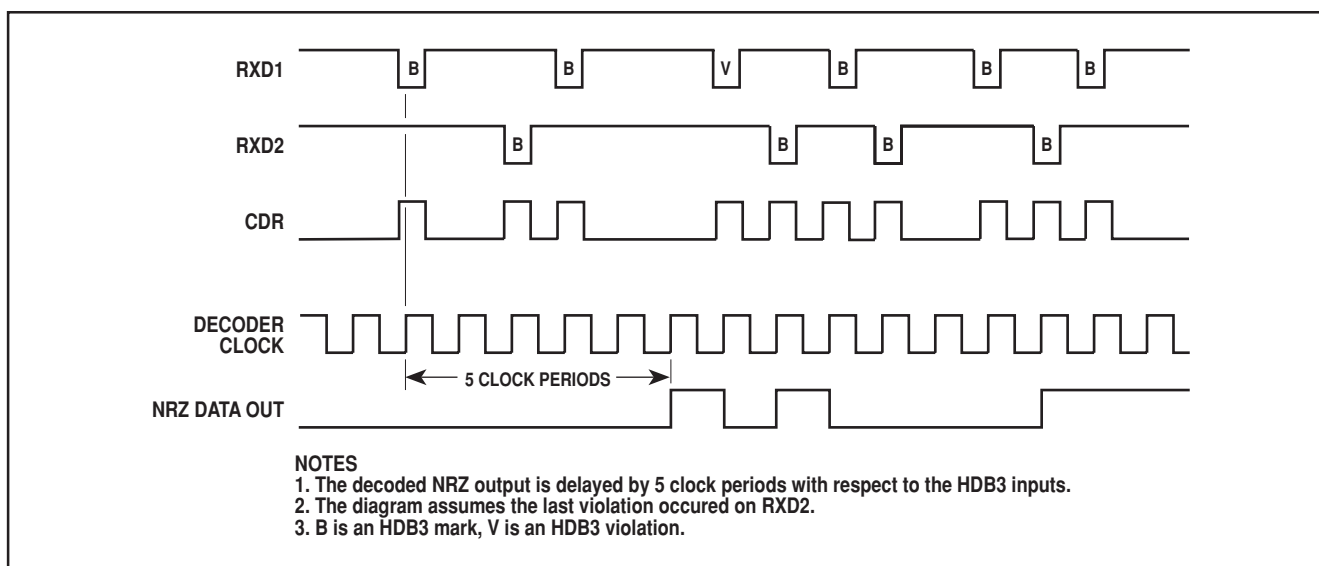 RXD1
B
B
V
B
B
B
RXD2
B
B
B
B
CDR
DECODER
CLOCK
5 CLOCK PERIODS
NRZ DATA OUT
NOTES
1. The decoded NRZ output is delayed by 5 clock periods with respect to the HDB3 inputs.
2. The diagram assumes the last violation occured on RXD2.
3. B is an HDB3 mark, V is an HDB3 violation.